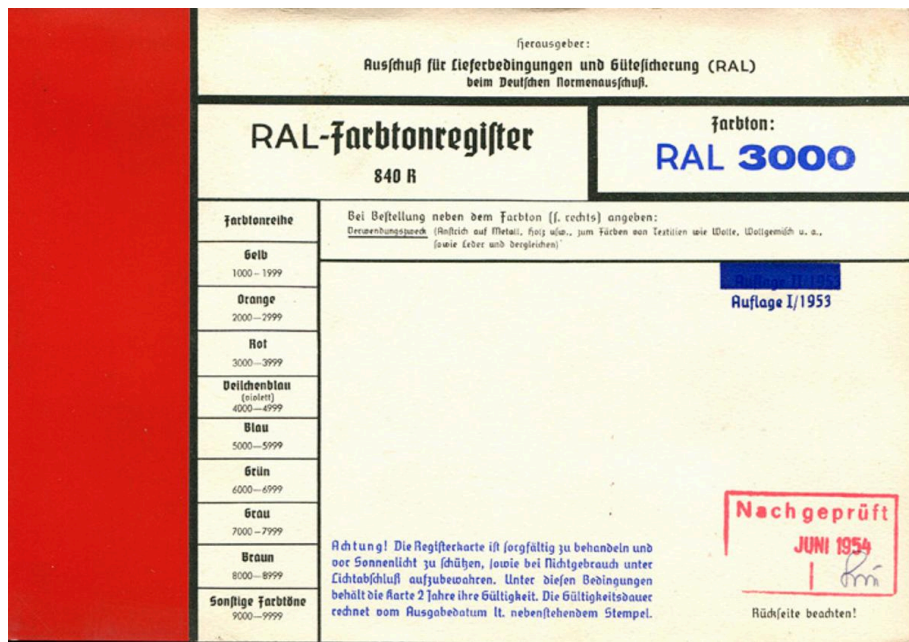 Herausgeber:
Ausſchuß für Lieferbedingungen und Güteſicherung (RAL)
beim Deutſchen Normenausſchuß.
RAL-Farbtonregiſter
840 R
Farbton:
RAL 3000
Farbtonreihe
Gelb
1000–1999
Orange
2000—2999
Rot
3000—3999
Veilchenblau
(violett)
4000—4999
Blau
5000—5999
Grün
6000—6999
Grau
7000—7999
Braun
8000—8999
Sonſtige Farbtöne
9000—9999
Bei Beſtellung neben dem Farbton (ſ. rechts) angeben:
Verwendungszweck (Anſtrich auf Metall, Holz uſw., zum Färben von Textilien wie Wolle, Wollgemiſch u. a.,
ſowie Leder und dergleichen)
Auflage I/1953
Achtung! Die Regiſterkarte iſt ſorgfältig zu behandeln und
vor Sonnenlicht zu ſchützen, ſowie bei Nichtgebrauch unter
Lichtabſchluß aufzubewahren. Unter dieſen Bedingungen
behält die Karte 2 Jahre ihre Gültigkeit. Die Gültigkeitsdauer
rechnet vom Ausgabedatum lt. nebenſtehendem Stempel.
Nachgeprüft
JUNI 1954
Rückſeite beachten!